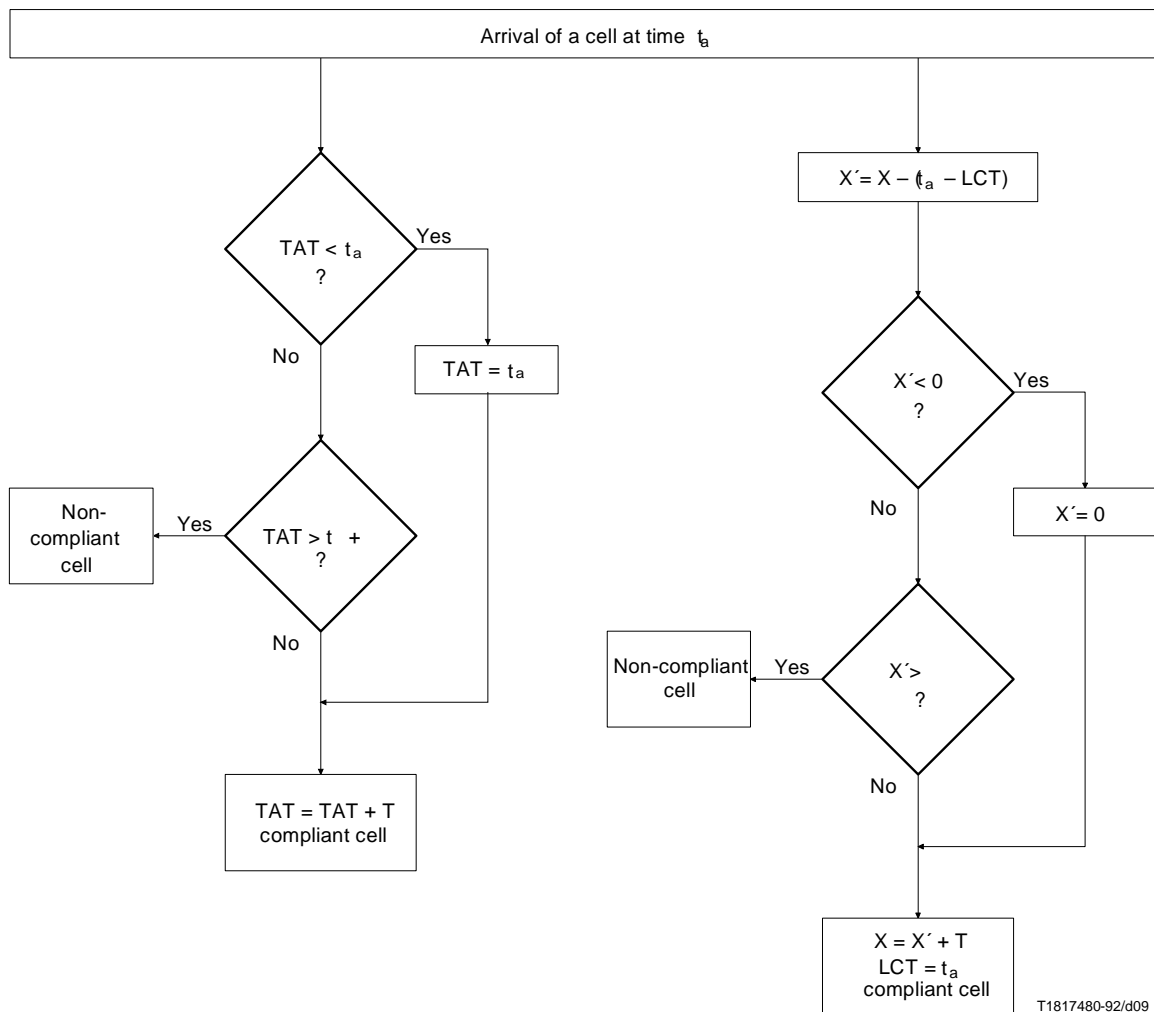 Arrival of a cell at time ta
TAT < ta
?
Yes
No
TAT = ta
TAT > t +
?
Yes
Non-
compliant
cell
No
TAT = TAT + T
compliant cell
X´= X – (ta – LCT)
X´< 0
?
Yes
No
X´= 0
X´>
?
Yes
Non-compliant
cell
No
X = X´ + T
LCT = ta
compliant cell
T1817480-92/d09